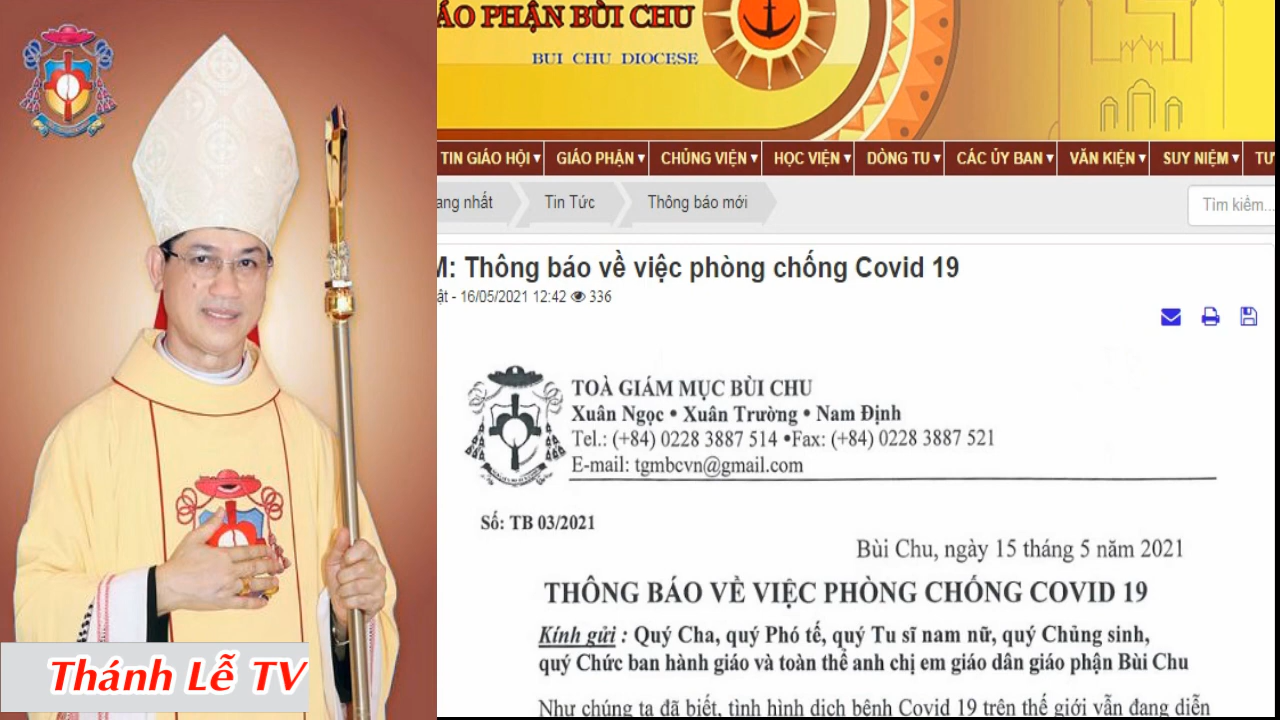 ÁO PHẬN BÙI CHU
BUI CHU DIOCESE
TIN GIÁO HỘI GIÁO PHẬN CHỦNG VIỆN HỌC VIỆN DÒNG TU CÁC ỦY BAN VĂN KIỆN SUY NIỆM TƯ
ang nhất Tin Tức Thông báo mới Tìm kiếm...
M: Thông báo về việc phòng chống Covid 19
ật - 16/05/2021 12:42 336
TOÀ GIÁM MỤC BÙI CHU
Xuân Ngọc • Xuân Trường • Nam Định
Tel.: (+84) 0228 3887 514 •Fax: (+84) 0228 3887 521
E-mail: tgmbcvn@gmail.com
Số: TB 03/2021
Bùi Chu, ngày 15 tháng 5 năm 2021
THÔNG BÁO VỀ VIỆC PHÒNG CHỐNG COVID 19
Kính gửi : Quý Cha, quý Phó tế, quý Tu sĩ nam nữ, quý Chủng sinh,
quý Chức ban hành giáo và toàn thể anh chị em giáo dân giáo phận Bùi Chu
Như chúng ta đã biết, tình hình dịch bệnh Covid 19 trên thế giới vẫn đang diễn
Thánh Lễ TV